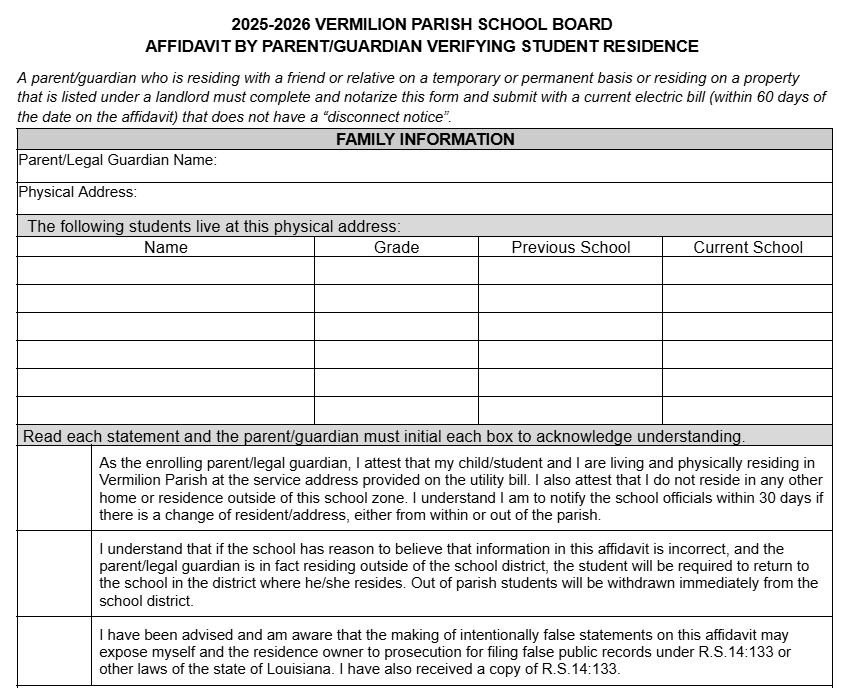 2025-2026 VERMILION PARISH SCHOOL BOARD
AFFIDAVIT BY PARENT/GUARDIAN VERIFYING STUDENT RESIDENCE
A parent/guardian who is residing with a friend or relative on a temporary or permanent basis or residing on a property
that is listed under a landlord must complete and notarize this form and submit with a current electric bill (within 60 days of
the date on the affidavit) that does not have a “disconnect notice”.
FAMILY INFORMATION
Parent/Legal Guardian Name:
Physical Address:
The following students live at this physical address:
Name Grade Previous School Current School
Read each statement and the parent/guardian must initial each box to acknowledge understanding.
As the enrolling parent/legal guardian, I attest that my child/student and I are living and physically residing in
Vermilion Parish at the service address provided on the utility bill. I also attest that I do not reside in any other
home or residence outside of this school zone. I understand I am to notify the school officials within 30 days if
there is a change of resident/address, either from within or out of the parish.
I understand that if the school has reason to believe that information in this affidavit is incorrect, and the
parent/legal guardian is in fact residing outside of the school district, the student will be required to return to
the school in the district where he/she resides. Out of parish students will be withdrawn immediately from the
school district.
I have been advised and am aware that the making of intentionally false statements on this affidavit may
expose myself and the residence owner to prosecution for filing false public records under R.S.14:133 or
other laws of the state of Louisiana. I have also received a copy of R.S.14:133.